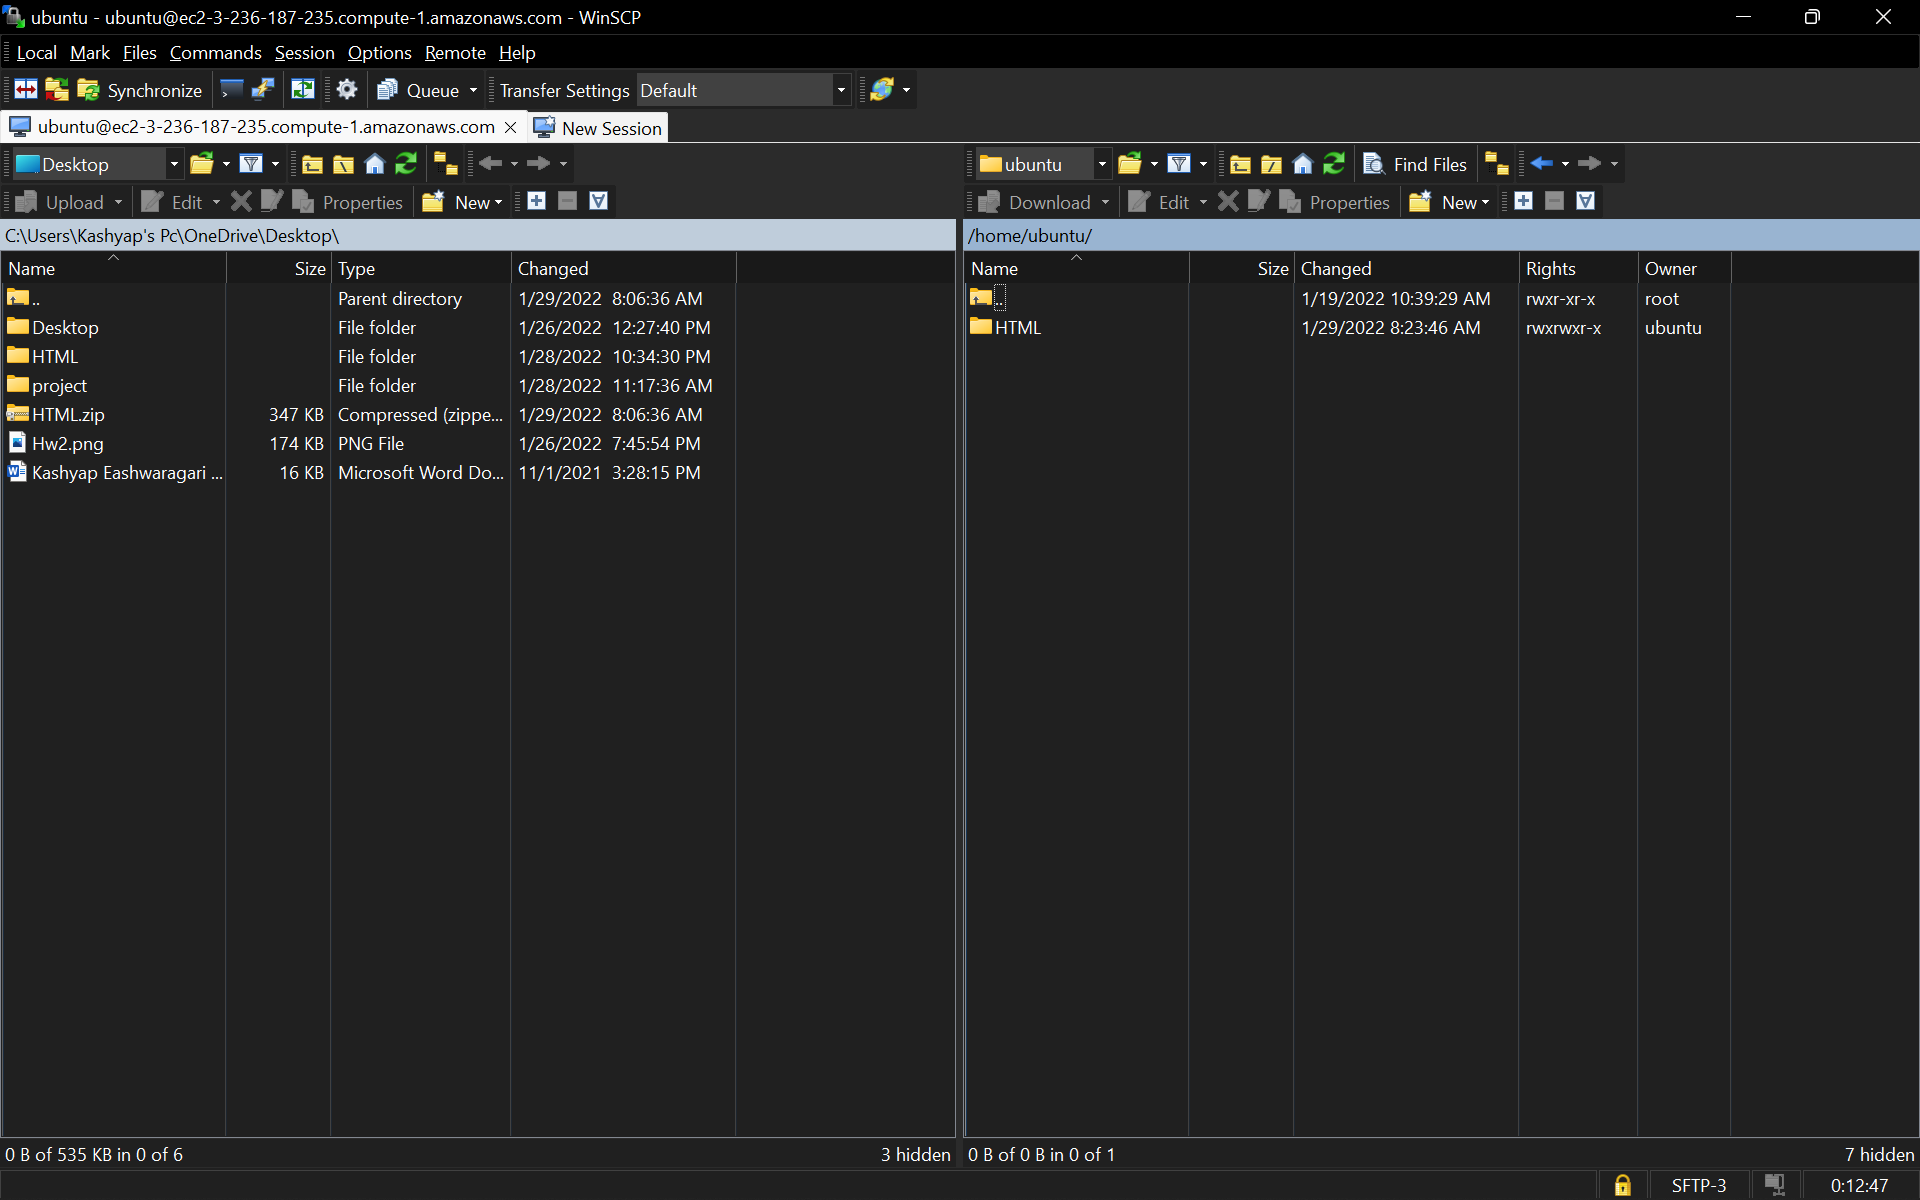 ubuntu - ubuntu@ec2-3-236-187-235.compute-1.amazonaws.com - WinSCP
Local Mark Files Commands Session Options Remote Help
Synchronize Queue Transfer Settings Default
ubuntu@ec2-3-236-187-235.compute-1.amazonaws.com New Session
Desktop
Upload Edit Properties New
C:\Users\Kashyap's Pc\OneDrive\Desktop\
Name Size Type Changed
.. Parent directory 1/29/2022 8:06:36 AM
Desktop File folder 1/26/2022 12:27:40 PM
HTML File folder 1/28/2022 10:34:30 PM
project File folder 1/28/2022 11:17:36 AM
HTML.zip 347 KB Compressed (zippe... 1/29/2022 8:06:36 AM
Hw2.png 174 KB PNG File 1/26/2022 7:45:54 PM
Kashyap Eashwaragari ... 16 KB Microsoft Word Do... 11/1/2021 3:28:15 PM
0 B of 535 KB in 0 of 6 3 hidden
ubuntu Find Files
Download Edit Properties New
/home/ubuntu/
Name Size Changed Rights Owner
.. 1/19/2022 10:39:29 AM rwxr-xr-x root
HTML 1/29/2022 8:23:46 AM rwxrwxr-x ubuntu
0 B of 0 B in 0 of 1 7 hidden
SFTP-3 0:12:47